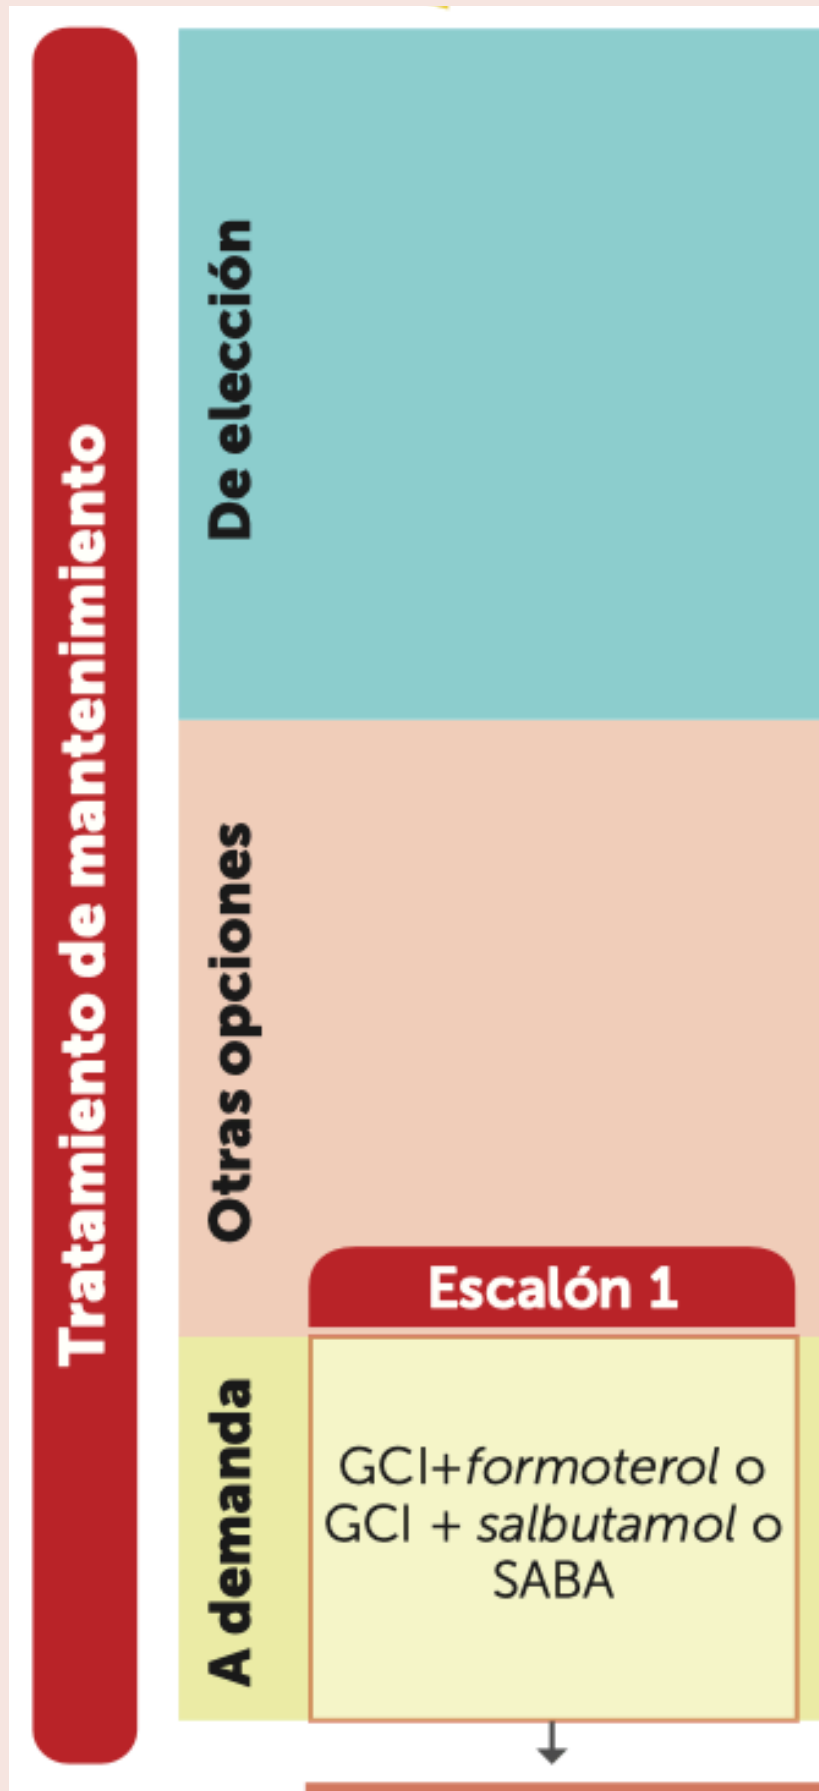 Tratamiento de mantenimiento
De elección
Otras opciones
Escalón 1
A demanda
GCI+formoterol o
GCI + salbutamol o
SABA